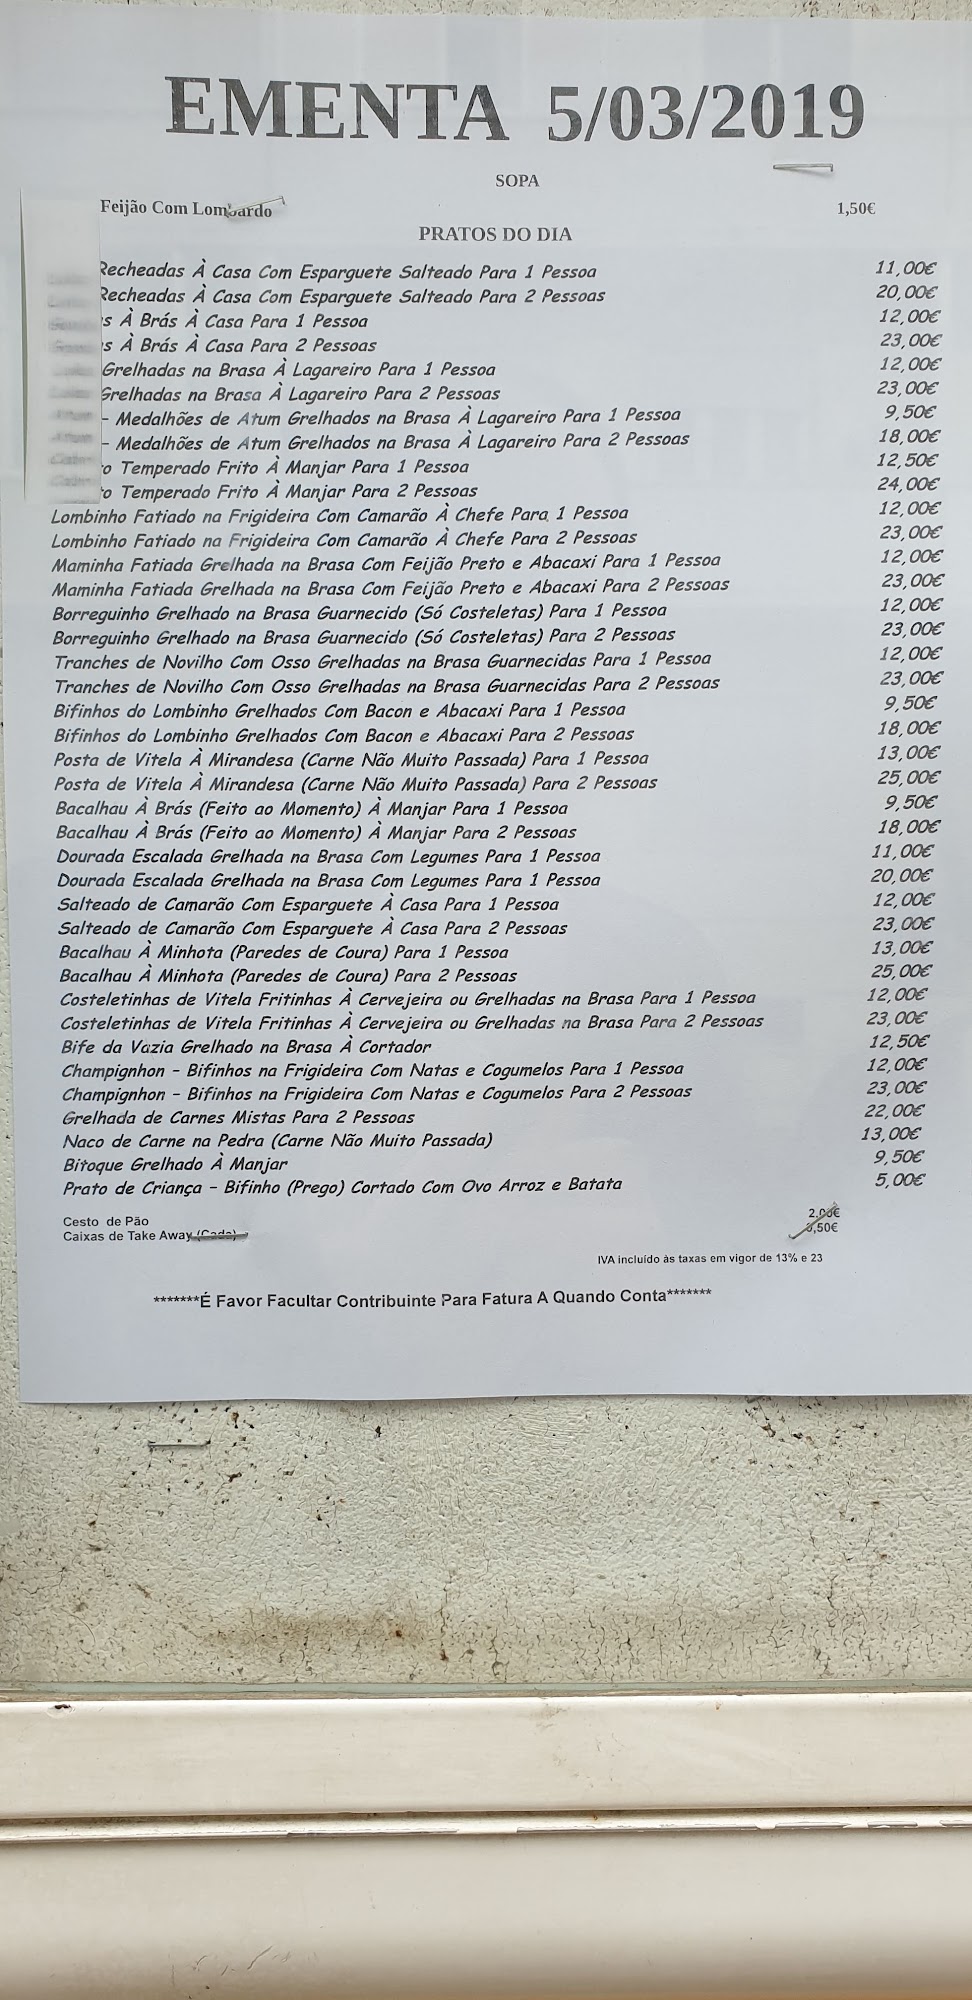 EMENTA 5/03/2019
SOPA
Feijão Com Lombardo 1,50€
PRATOS DO DIA
Recheadas À Casa Com Esparguete Salteado Para 1 Pessoa 11,00€
Recheadas À Casa Com Esparguete Salteado Para 2 Pessoas 20,00€
À Brás À Casa Para 1 Pessoa 12,00€
À Brás À Casa Para 2 Pessoas 23,00€
Grelhadas na Brasa À Lagareiro Para 1 Pessoa 12,00€
Grelhadas na Brasa À Lagareiro Para 2 Pessoas 23,00€
- Medalhões de Atum Grelhados na Brasa À Lagareiro Para 1 Pessoa 9,50€
- Medalhões de Atum Grelhados na Brasa À Lagareiro Para 2 Pessoas 18,00€
Temperado Frito À Manjar Para 1 Pessoa 12,50€
Temperado Frito À Manjar Para 2 Pessoas 24,00€
Lombinho Fatiado na Frigideira Com Camarão À Chefe Para 1 Pessoa 12,00€
Lombinho Fatiado na Frigideira Com Camarão À Chefe Para 2 Pessoas 23,00€
Maminha Fatiada Grelhada na Brasa Com Feijão Preto e Abacaxi Para 1 Pessoa 12,00€
Maminha Fatiada Grelhada na Brasa Com Feijão Preto e Abacaxi Para 2 Pessoas 23,00€
Borreguinho Grelhado na Brasa Guarnecido (Só Costeletas) Para 1 Pessoa 12,00€
Borreguinho Grelhado na Brasa Guarnecido (Só Costeletas) Para 2 Pessoas 23,00€
Tranches de Novilho Com Osso Grelhadas na Brasa Guarnecidas Para 1 Pessoa 12,00€
Tranches de Novilho Com Osso Grelhadas na Brasa Guarnecidas Para 2 Pessoas 23,00€
Bifinhos do Lombinho Grelhados Com Bacon e Abacaxi Para 1 Pessoa 9,50€
Bifinhos do Lombinho Grelhados Com Bacon e Abacaxi Para 2 Pessoas 18,00€
Posta de Vitela À Mirandesa (Carne Não Muito Passada) Para 1 Pessoa 13,00€
Posta de Vitela À Mirandesa (Carne Não Muito Passada) Para 2 Pessoas 25,00€
Bacalhau À Brás (Feito ao Momento) À Manjar Para 1 Pessoa 9,50€
Bacalhau À Brás (Feito ao Momento) À Manjar Para 2 Pessoas 18,00€
Dourada Escalada Grelhada na Brasa Com Legumes Para 1 Pessoa 11,00€
Dourada Escalada Grelhada na Brasa Com Legumes Para 1 Pessoa 20,00€
Salteado de Camarão Com Esparguete À Casa Para 1 Pessoa 12,00€
Salteado de Camarão Com Esparguete À Casa Para 2 Pessoas 23,00€
Bacalhau À Minhota (Paredes de Coura) Para 1 Pessoa 13,00€
Bacalhau À Minhota (Paredes de Coura) Para 2 Pessoas 25,00€
Costeletinhas de Vitela Fritinhas À Cervejeira ou Grelhadas na Brasa Para 1 Pessoa 12,00€
Costeletinhas de Vitela Fritinhas À Cervejeira ou Grelhadas na Brasa Para 2 Pessoas 23,00€
Bife da Vazia Grelhado na Brasa À Cortador 12,50€
Champignhon - Bifinhos na Frigideira Com Natas e Cogumelos Para 1 Pessoa 12,00€
Champignhon - Bifinhos na Frigideira Com Natas e Cogumelos Para 2 Pessoas 23,00€
Grelhada de Carnes Mistas Para 2 Pessoas 22,00€
Naco de Carne na Pedra (Carne Não Muito Passada) 13,00€
Bitoque Grelhado À Manjar 9,50€
Prato de Criança - Bifinho (Prego) Cortado Com Ovo Arroz e Batata 5,00€
Cesto de Pão 2,00€
Caixas de Take Away (Cada) 0,50€
IVA incluído às taxas em vigor de 13% e 23
*******É Favor Facultar Contribuinte Para Fatura A Quando Conta*******